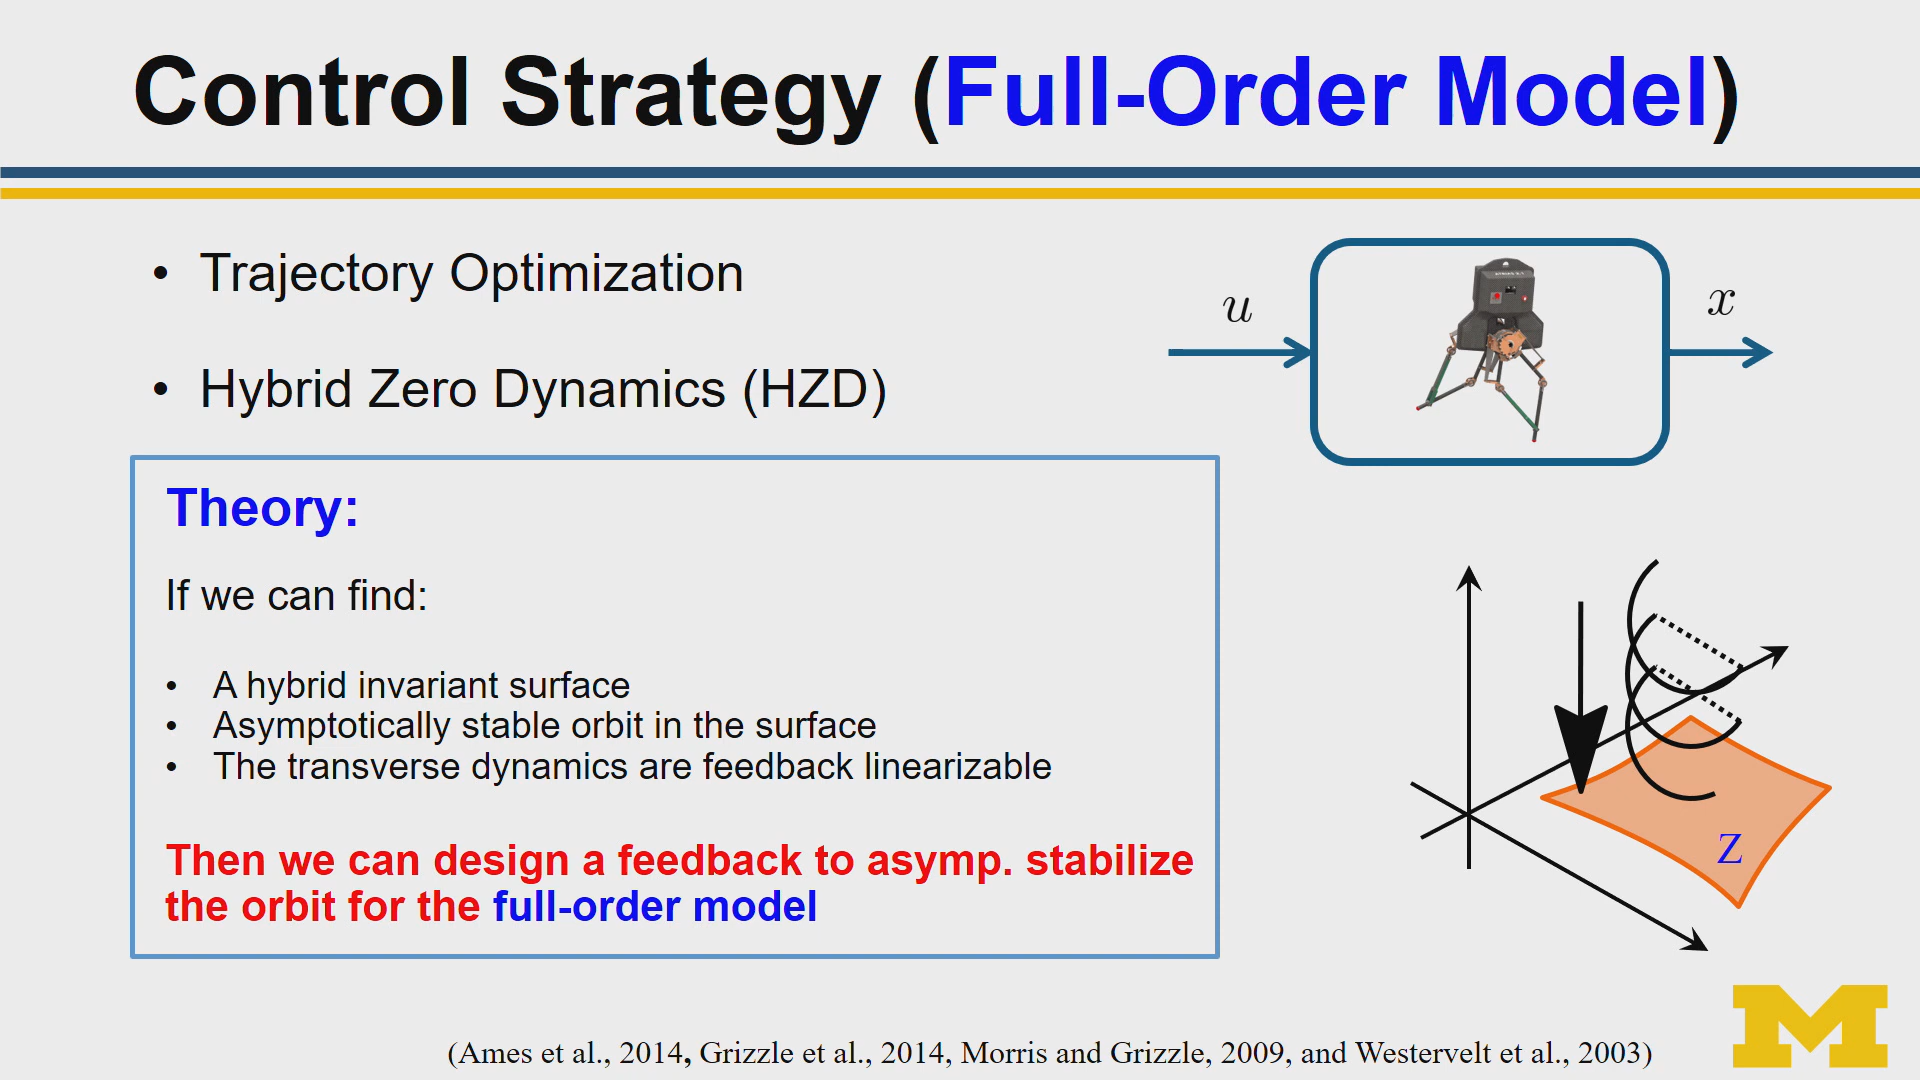 Control Strategy (Full-Order Model)
• Trajectory Optimization
• Hybrid Zero Dynamics (HZD)
u
x
Theory:
If we can find:
• A hybrid invariant surface
• Asymptotically stable orbit in the surface
• The transverse dynamics are feedback linearizable
Then we can design a feedback to asymp. stabilize
the orbit for the full-order model
Z
(Ames et al., 2014, Grizzle et al., 2014, Morris and Grizzle, 2009, and Westervelt et al., 2003)
M